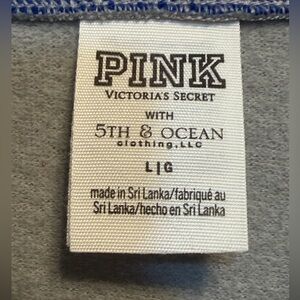 PINK
VICTORIA'S SECRET
WITH
5TH & OCEAN
clothing, LLC
L|G
made in Sri Lanka/fabriqué au
Sri Lanka/hecho en Sri Lanka